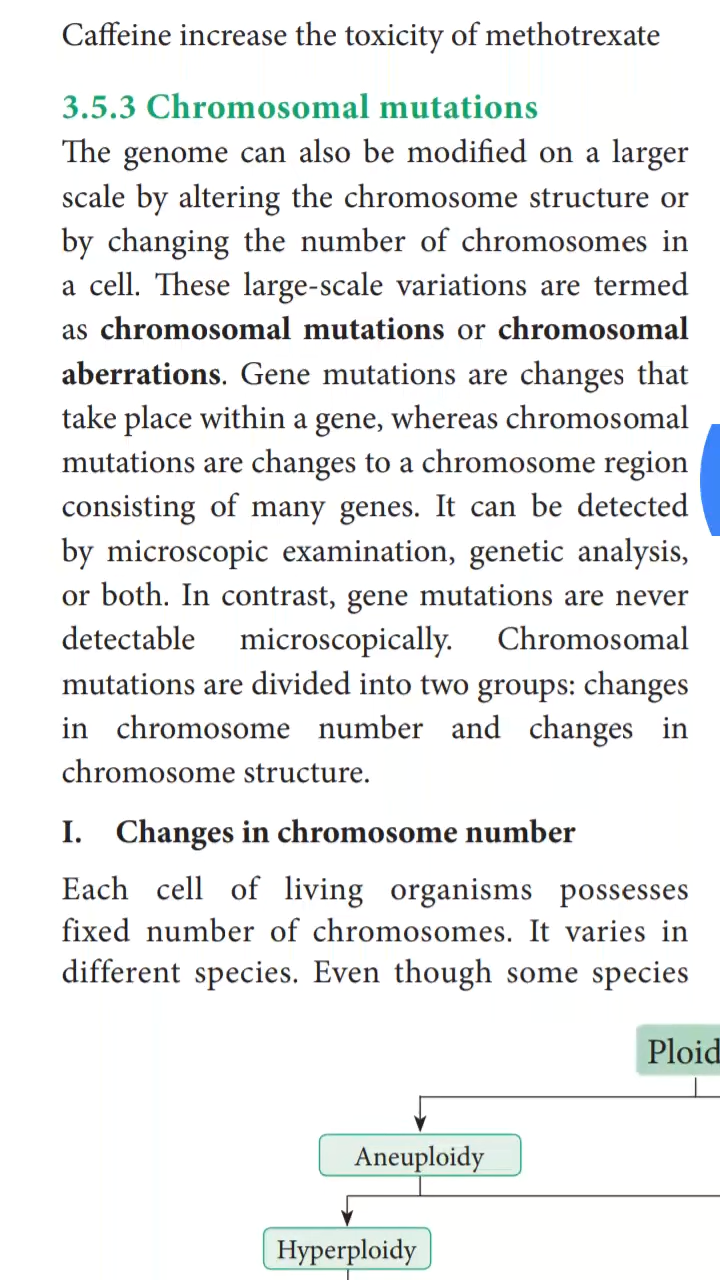 Caffeine increase the toxicity of methotrexate
3.5.3 Chromosomal mutations
The genome can also be modified on a larger
scale by altering the chromosome structure or
by changing the number of chromosomes in
a cell. These large-scale variations are termed
as chromosomal mutations or chromosomal
aberrations. Gene mutations are changes that
take place within a gene, whereas chromosomal
mutations are changes to a chromosome region
consisting of many genes. It can be detected
by microscopic examination, genetic analysis,
or both. In contrast, gene mutations are never
detectable microscopically. Chromosomal
mutations are divided into two groups: changes
in chromosome number and changes in
chromosome structure.
I. Changes in chromosome number
Each cell of living organisms possesses
fixed number of chromosomes. It varies in
different species. Even though some species
Ploid
Aneuploidy
Hyperploidy